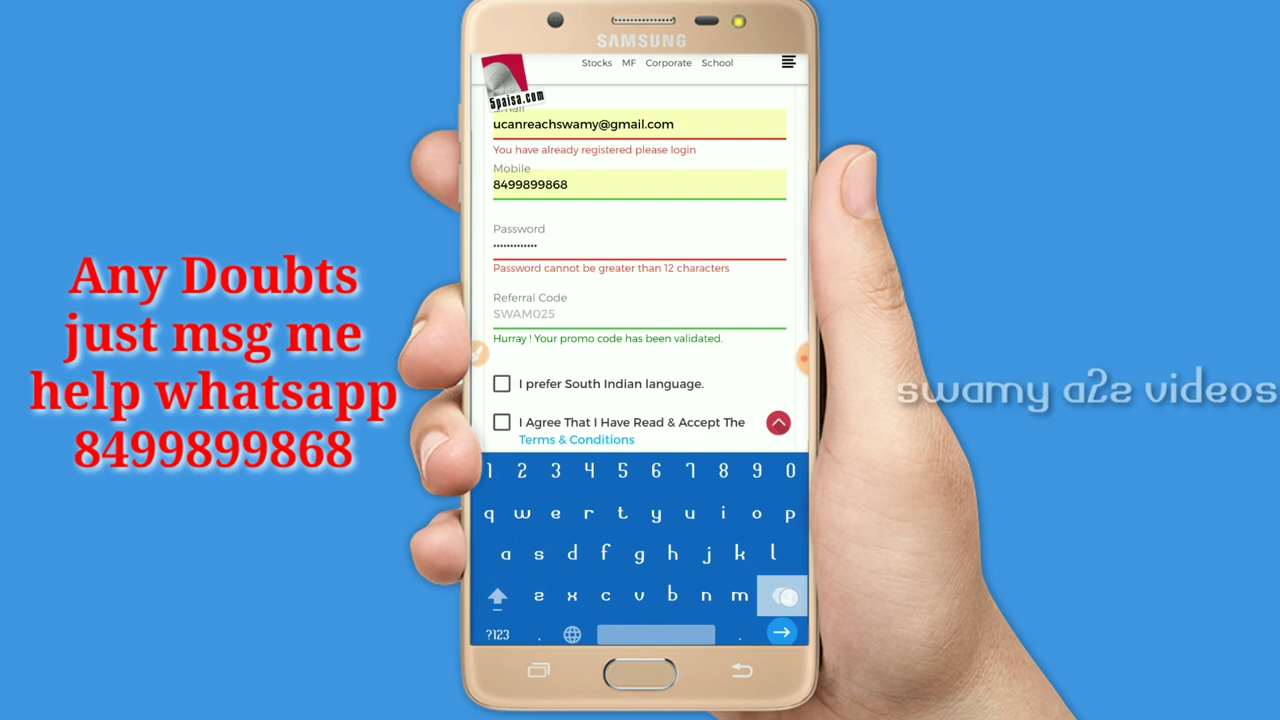 SAMSUNG
Stocks MF Corporate School
5paisa.com
Email
ucanreachswamy@gmail.com
You have already registered please login
Mobile
8499899868
Password
•••••••••••••
Password cannot be greater than 12 characters
Referral Code
SWAM025
Hurray ! Your promo code has been validated.
I prefer South Indian language.
I Agree That I Have Read & Accept The
Terms & Conditions
1 2 3 4 5 6 7 8 9 0
q w e r t y u i o p
a s d f g h j k l
z x c v b n m
?123 , .
Any Doubts
just msg me
help whatsapp
8499899868
swamy a2z videos